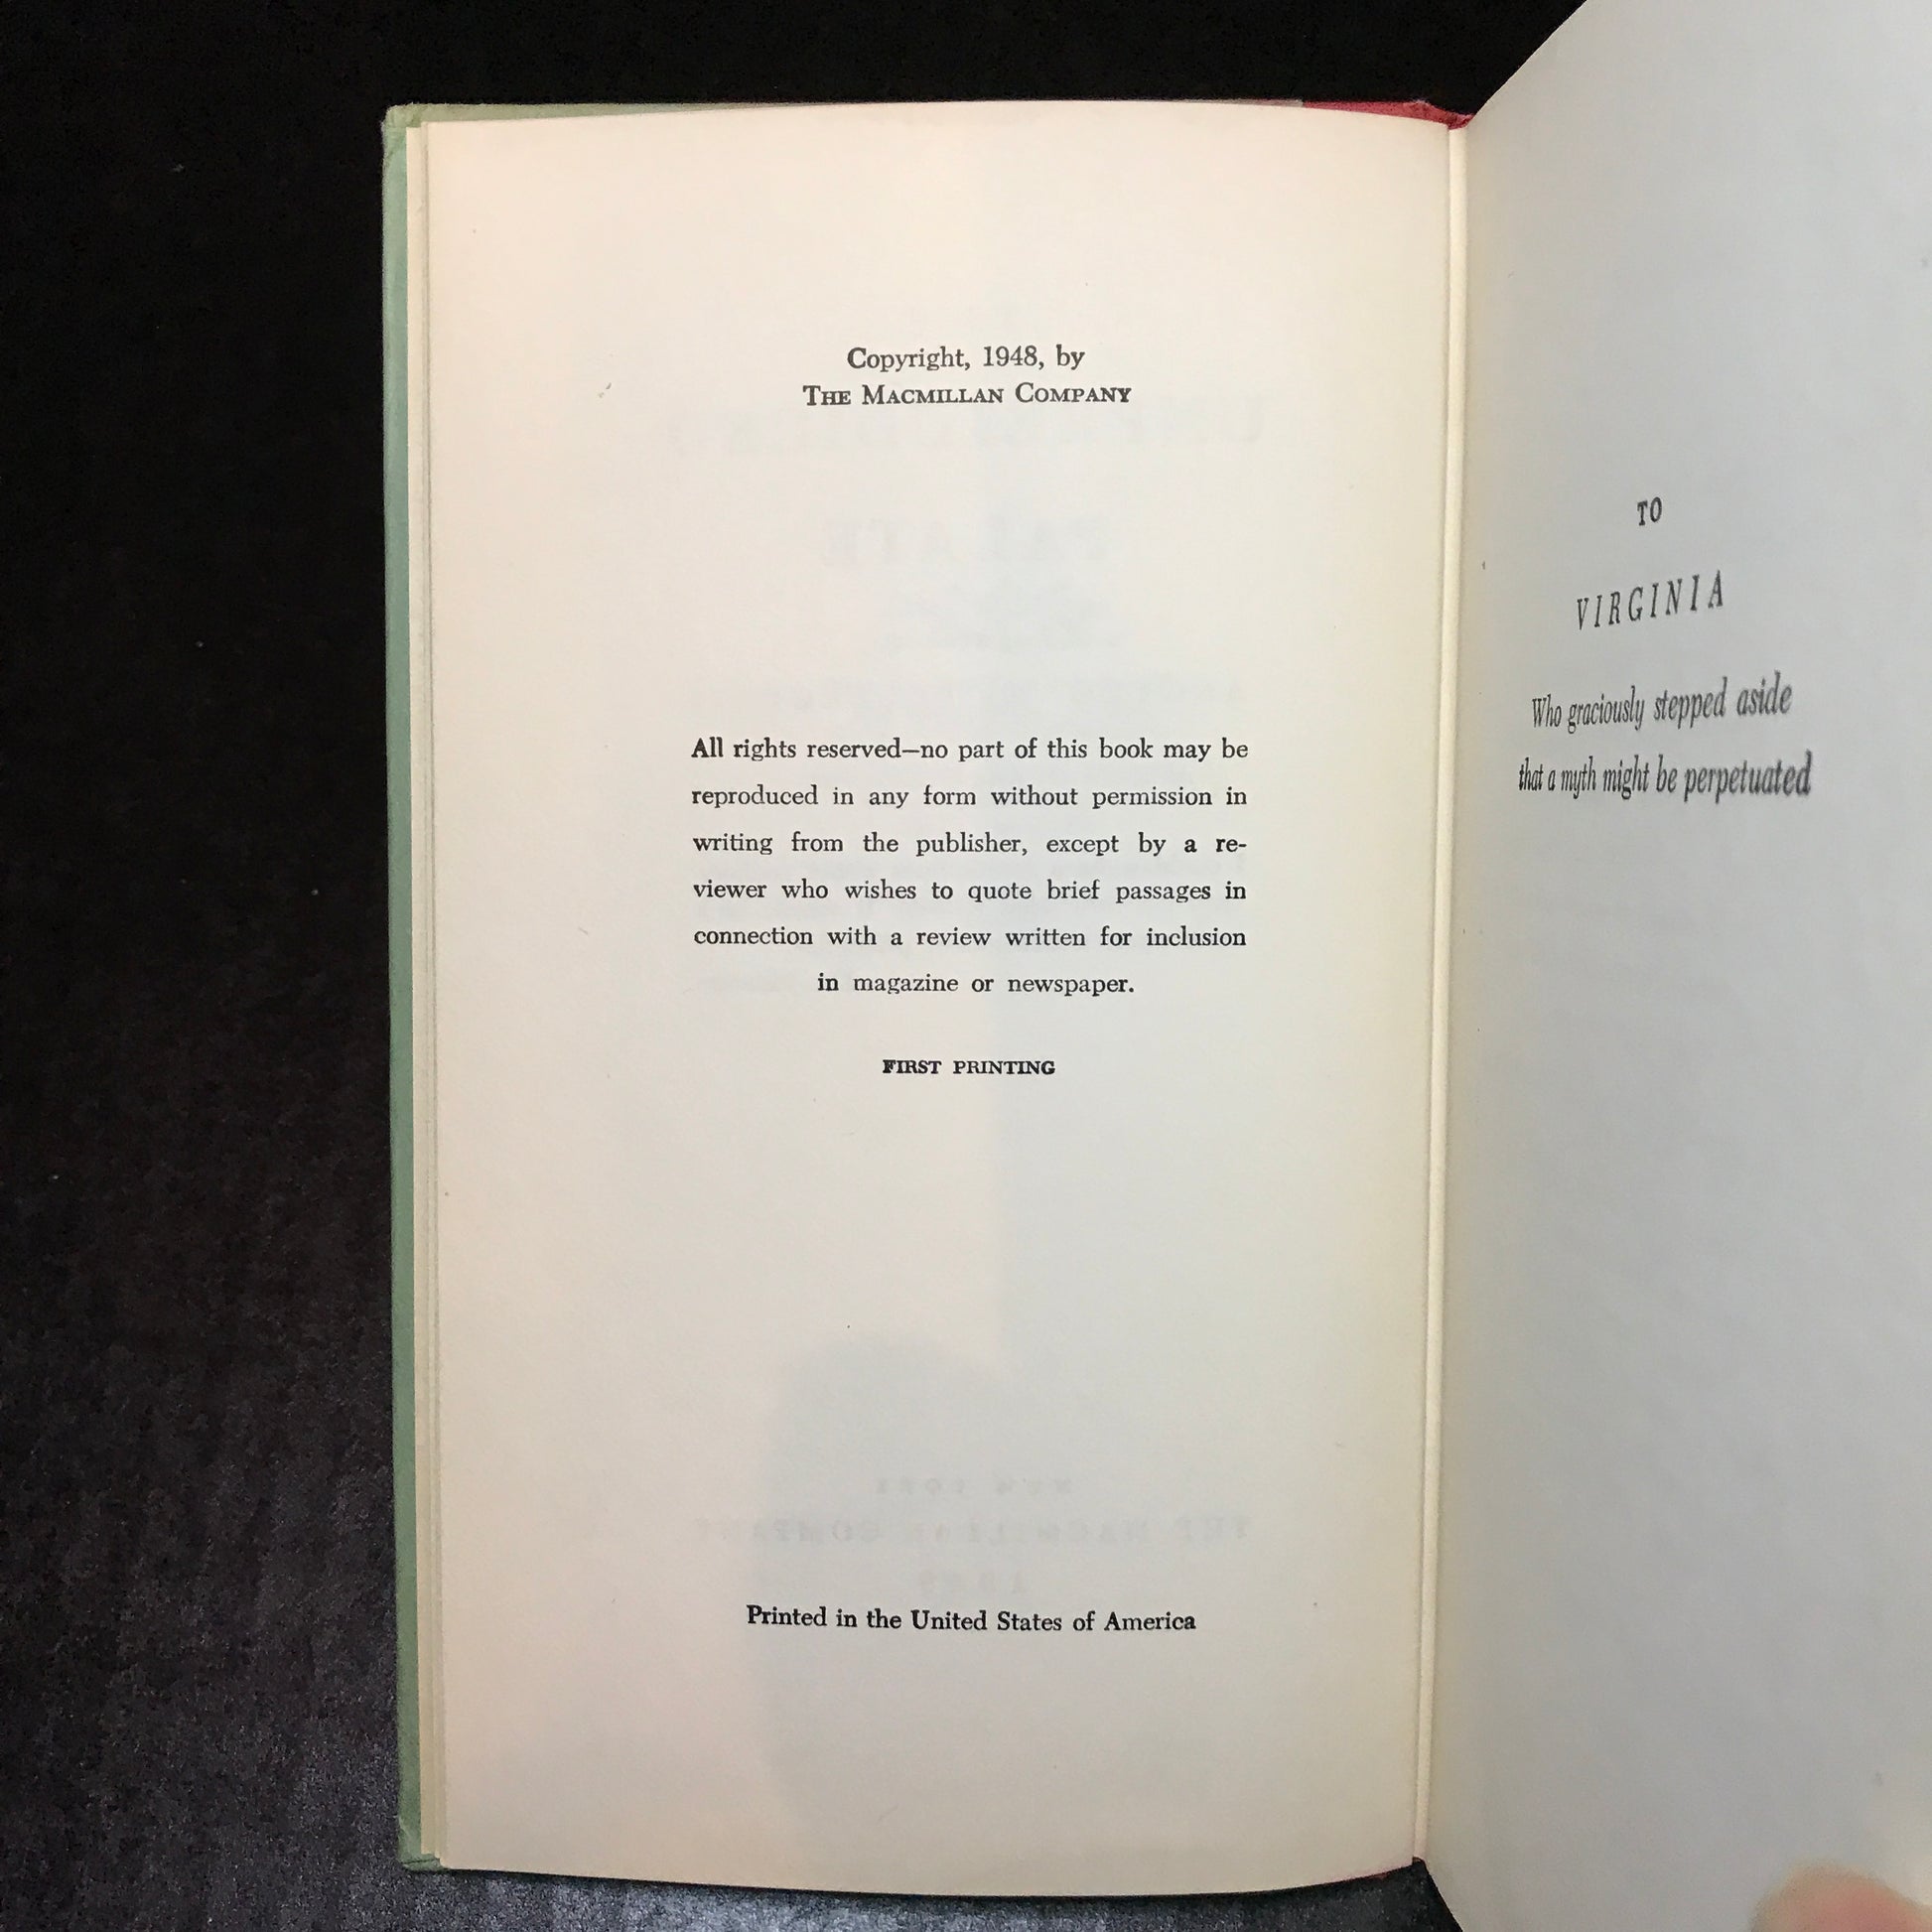 Copyright, 1948, by
THE MACMILLAN COMPANY
All rights reserved—no part of this book may be
reproduced in any form without permission in
writing from the publisher, except by a re-
viewer who wishes to quote brief passages in
connection with a review written for inclusion
in magazine or newspaper.
FIRST PRINTING
Printed in the United States of America
TO
VIRGINIA
Who graciously stepped aside
that a myth might be perpetuated